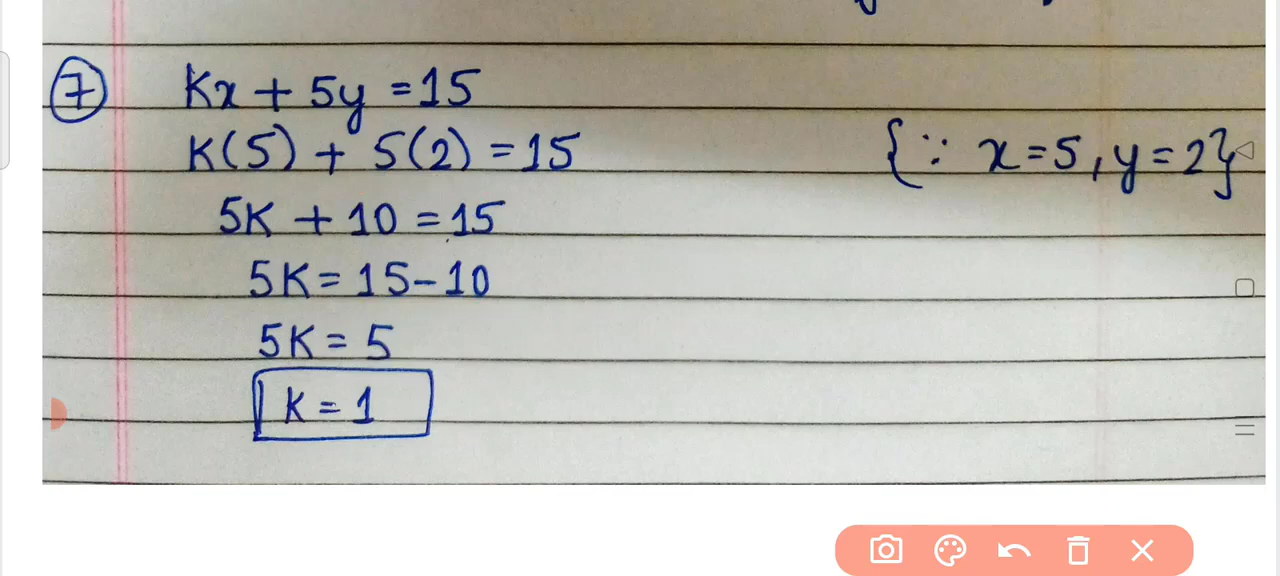 7 Kx + 5y = 15
K(5) + 5(2) = 15 {∵ x=5, y=2}
5K + 10 = 15
5K = 15 - 10
5K = 5
K = 1